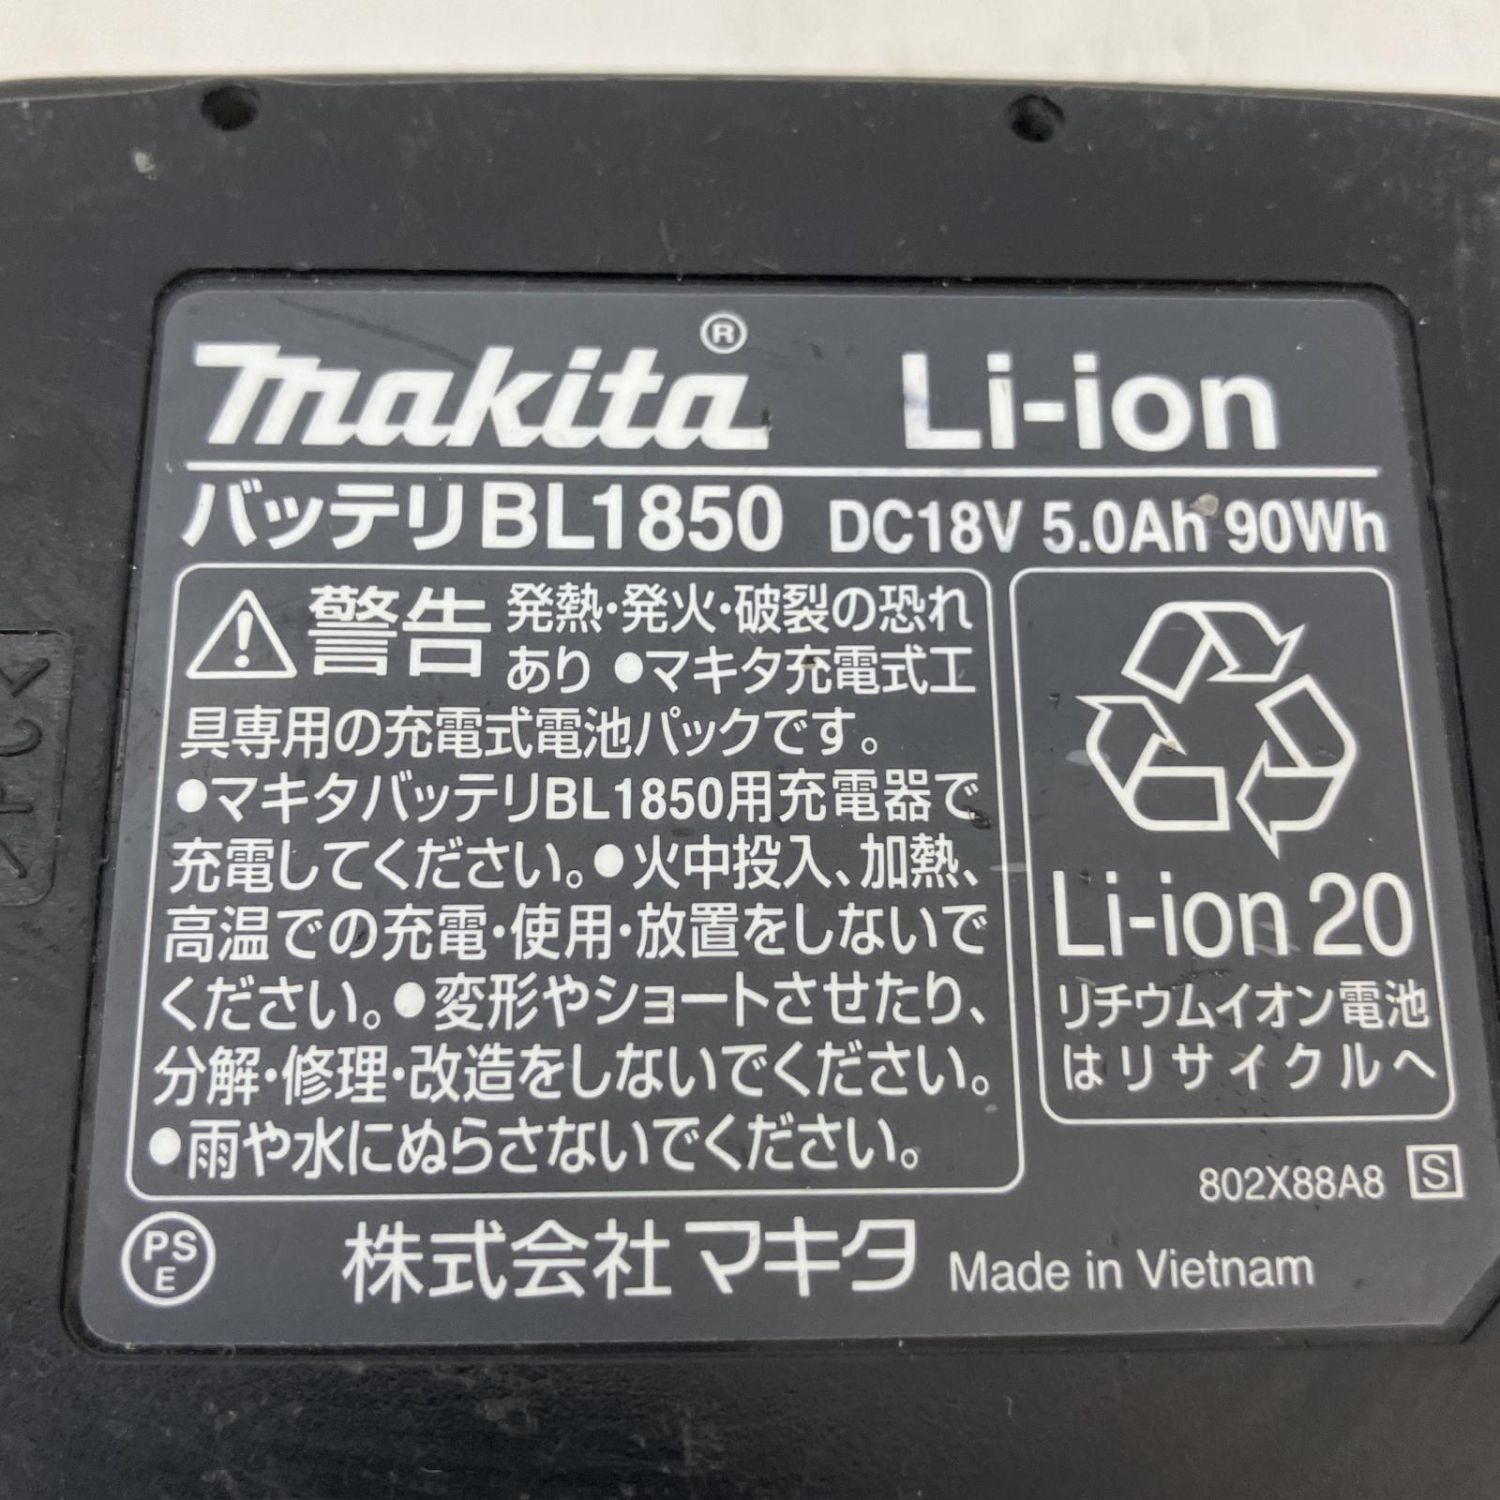 makita® Li-ion
バッテリBL1850 DC18V 5.0Ah 90Wh
警告 発熱・発火・破裂の恐れ
あり ●マキタ充電式工
具専用の充電式電池パックです。
●マキタバッテリBL1850用充電器で
充電してください。●火中投入、加熱、
高温での充電・使用・放置をしないで
ください。●変形やショートさせたり、
分解・修理・改造をしないでください。
●雨や水にぬらさないでください。
Li-ion 20
リチウムイオン電池
はリサイクルへ
802X88A8 S
PS
E
株式会社マキタ Made in Vietnam